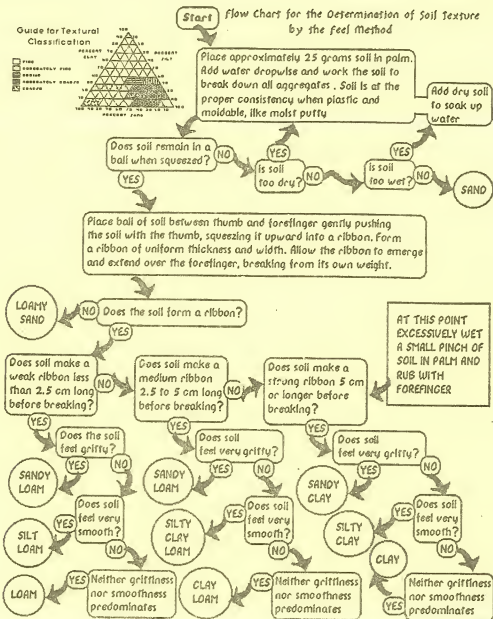 Start
Flow Chart for the Determination of Soil Texture
by the Feel Method
Guide for Textural
Classification
PERCENT
CLAY
PERCENT
SILT
FINE
MODERATELY FINE
MEDIUM
MODERATELY COARSE
COARSE
PERCENT SAND
Place approximately 25 grams soil in palm.
Add water dropwise and work the soil to
break down all aggregates. Soil is at the
proper consistency when plastic and
moldable, like moist putty
Add dry soil
to soak up
water
Does soil remain in a
ball when squeezed?
NO
YES
Is soil
too dry?
NO
YES
Is soil
too wet?
NO
SAND
YES
Place ball of soil between thumb and forefinger gently pushing
the soil with the thumb, squeezing it upward into a ribbon. Form
a ribbon of uniform thickness and width. Allow the ribbon to emerge
and extend over the forefinger, breaking from its own weight.
LOAMY
SAND
NO
Does the soil form a ribbon?
YES
AT THIS POINT
EXCESSIVELY WET
A SMALL PINCH OF
SOIL IN PALM AND
RUB WITH
FOREFINGER
Does soil make a
weak ribbon less
than 2.5 cm long
before breaking?
NO
Does soil make a
medium ribbon
2.5 to 5 cm long
before breaking?
NO
Does soil make a
strong ribbon 5 cm
or longer before
breaking?
YES
YES
YES
Does the soil
feel gritty?
Does soil
feel very gritty?
Does soil
feel very gritty?
SANDY
LOAM
YES
NO
SANDY
LOAM
YES
NO
SANDY
CLAY
YES
NO
SILT
LOAM
YES
Does soil
feel very
smooth?
NO
SILTY
CLAY
LOAM
YES
Does soil
feel very
smooth?
NO
SILTY
CLAY
YES
Does soil
feel very
smooth?
NO
LOAM
YES
Neither grittiness
nor smoothness
predominates
CLAY
LOAM
YES
Neither grittiness
nor smoothness
predominates
CLAY
YES
Neither grittiness
nor smoothness
predominates